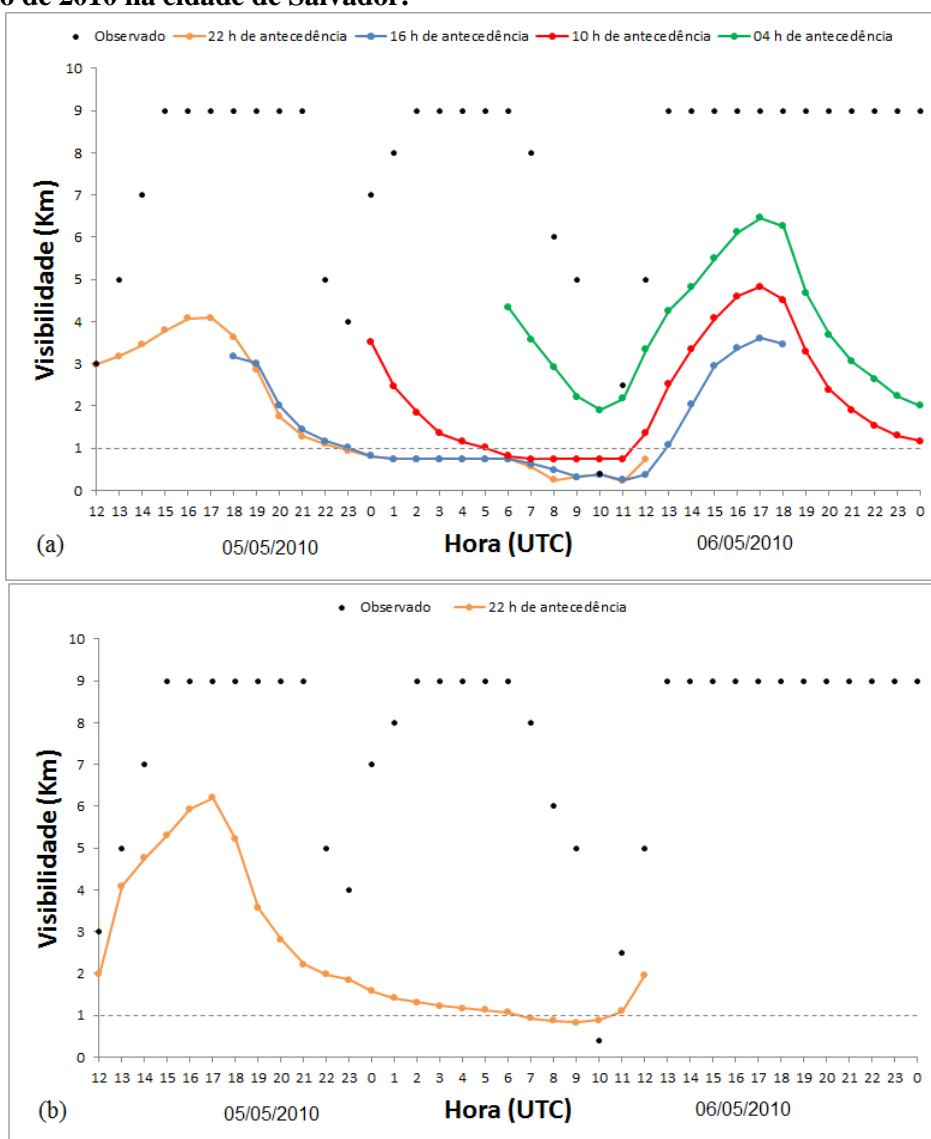 o de 2010 na cidade de Salvador.
Observado 22 h de antecedência 16 h de antecedência 10 h de antecedência 04 h de antecedência
10
9
8
7
6
5
4
3
2
1
0
Visibilidade (Km)
12 13 14 15 16 17 18 19 20 21 22 23 0 1 2 3 4 5 6 7 8 9 10 11 12 13 14 15 16 17 18 19 20 21 22 23 0
(a) 05/05/2010 Hora (UTC) 06/05/2010
Observado 22 h de antecedência
10
9
8
7
6
5
4
3
2
1
0
Visibilidade (Km)
12 13 14 15 16 17 18 19 20 21 22 23 0 1 2 3 4 5 6 7 8 9 10 11 12 13 14 15 16 17 18 19 20 21 22 23 0
(b) 05/05/2010 Hora (UTC) 06/05/2010